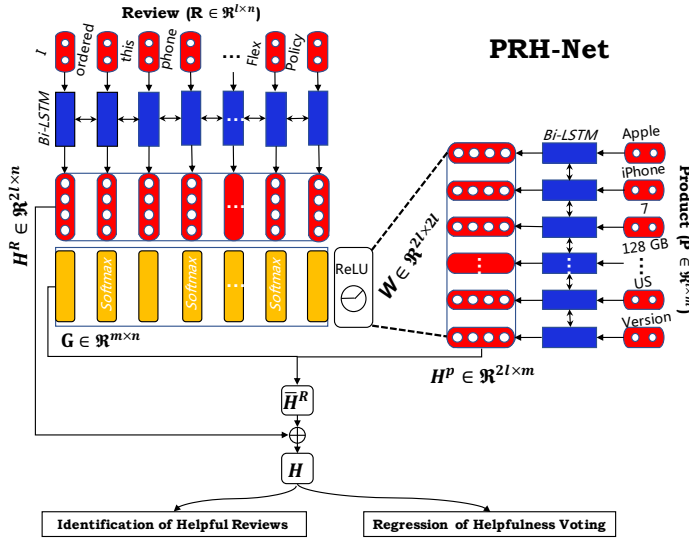 Review (R ∈ ℜ^{l×n})
PRH-Net
I
ordered
this
phone
...
Flex
Policy
Bi-LSTM
...
H^R ∈ ℜ^{2l×n}
...
Softmax
Softmax
...
Softmax
ReLU
G ∈ ℜ^{m×n}
W ∈ ℜ^{2l×2l}
Bi-LSTM
Apple
iPhone
7
128 GB
...
US
Version
Product (P ∈ ℜ^{l×m})
H^p ∈ ℜ^{2l×m}
H̅^R
H
Identification of Helpful Reviews
Regression of Helpfulness Voting